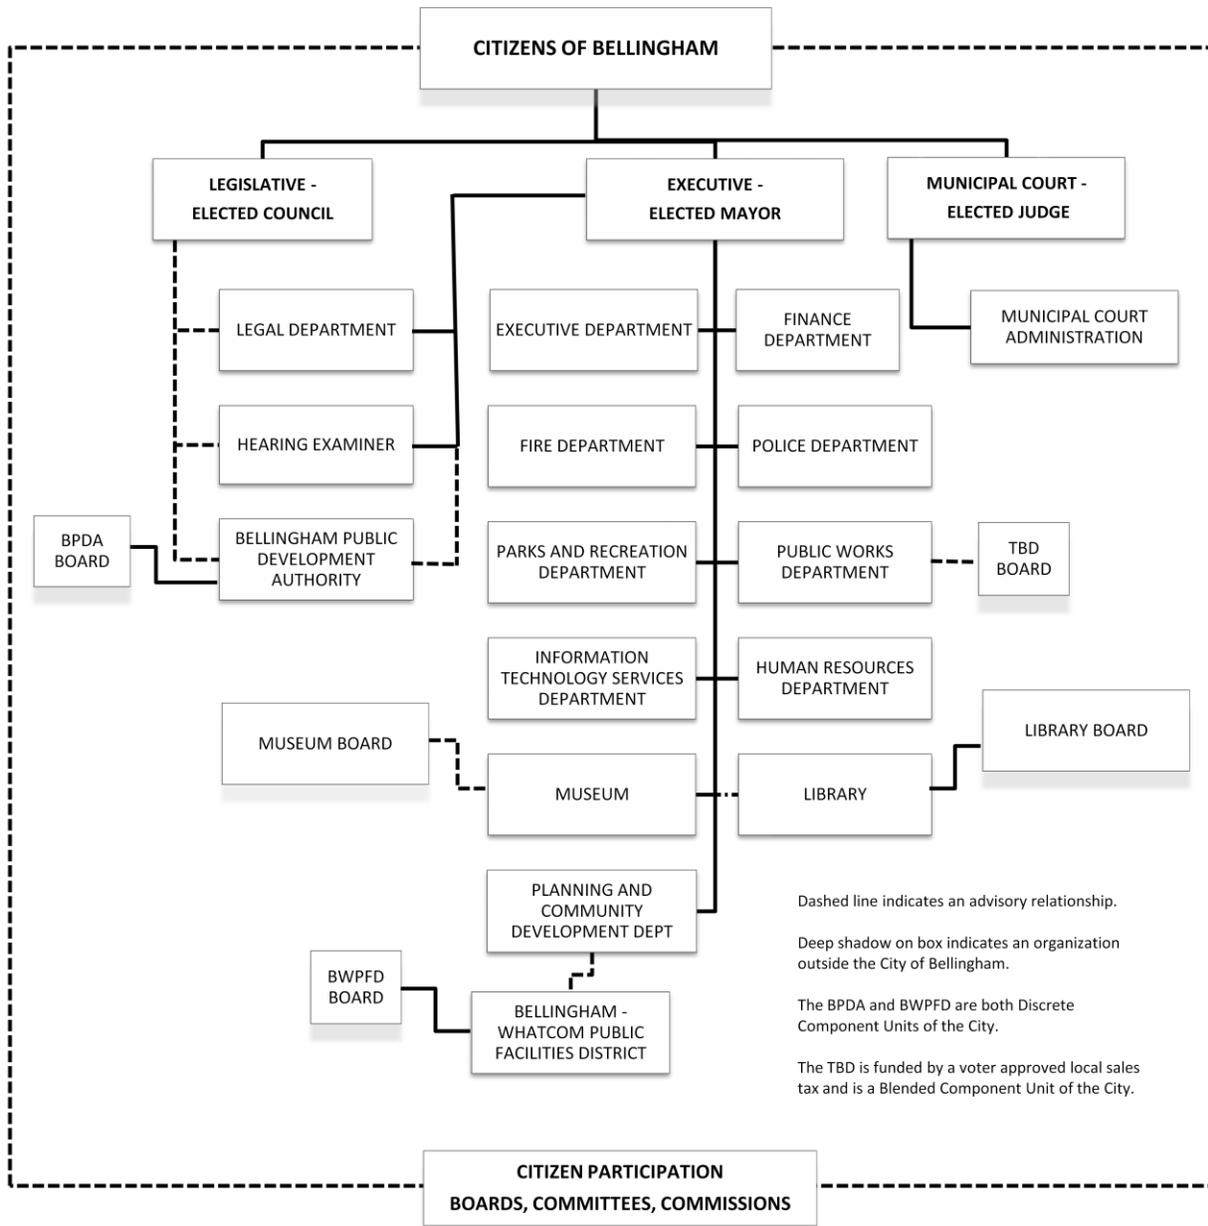 CITIZENS OF BELLINGHAM
LEGISLATIVE -
ELECTED COUNCIL
EXECUTIVE -
ELECTED MAYOR
MUNICIPAL COURT -
ELECTED JUDGE
LEGAL DEPARTMENT
EXECUTIVE DEPARTMENT
FINANCE
DEPARTMENT
MUNICIPAL COURT
ADMINISTRATION
HEARING EXAMINER
FIRE DEPARTMENT
POLICE DEPARTMENT
BPDA
BOARD
BELLINGHAM PUBLIC
DEVELOPMENT
AUTHORITY
PARKS AND RECREATION
DEPARTMENT
PUBLIC WORKS
DEPARTMENT
TBD
BOARD
INFORMATION
TECHNOLOGY SERVICES
DEPARTMENT
HUMAN RESOURCES
DEPARTMENT
MUSEUM BOARD
LIBRARY BOARD
MUSEUM
LIBRARY
PLANNING AND
COMMUNITY
DEVELOPMENT DEPT
BWPFD
BOARD
BELLINGHAM -
WHATCOM PUBLIC
FACILITIES DISTRICT
Dashed line indicates an advisory relationship.
Deep shadow on box indicates an organization
outside the City of Bellingham.
The BPDA and BWPFD are both Discrete
Component Units of the City.
The TBD is funded by a voter approved local sales
tax and is a Blended Component Unit of the City.
CITIZEN PARTICIPATION
BOARDS, COMMITTEES, COMMISSIONS